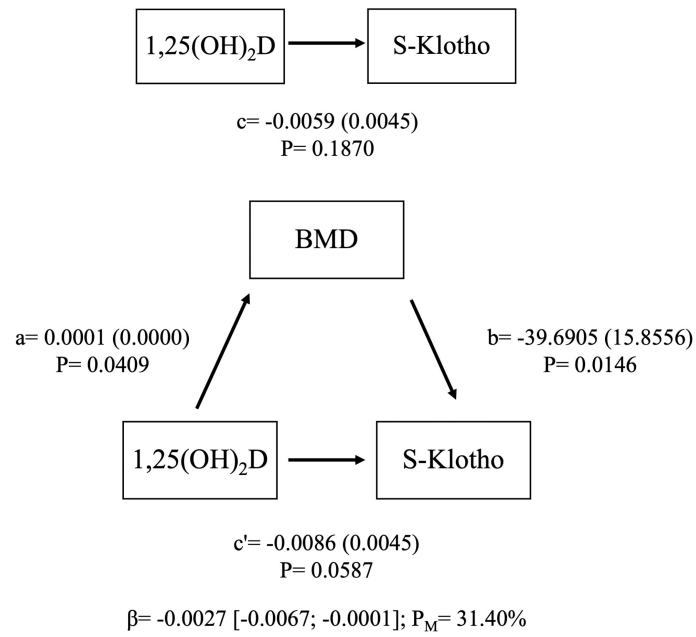 1,25(OH)₂D
S-Klotho
c= -0.0059 (0.0045)
P= 0.1870
BMD
a= 0.0001 (0.0000)
P= 0.0409
b= -39.6905 (15.8556)
P= 0.0146
1,25(OH)₂D
S-Klotho
c'= -0.0086 (0.0045)
P= 0.0587
β= -0.0027 [-0.0067; -0.0001]; P_M= 31.40%